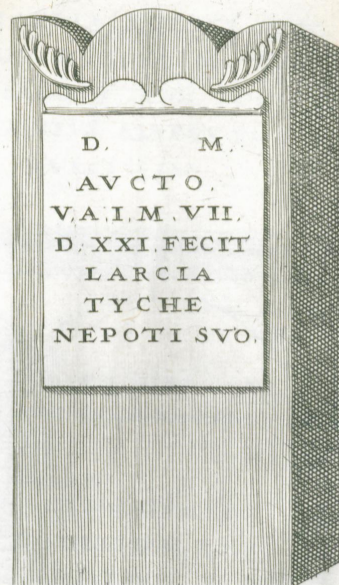 D. M.
AVCTO.
V.A.I.M.VII.
D.XXI.FECIT
LARCIA
TYCHE
NEPOTI SVO.